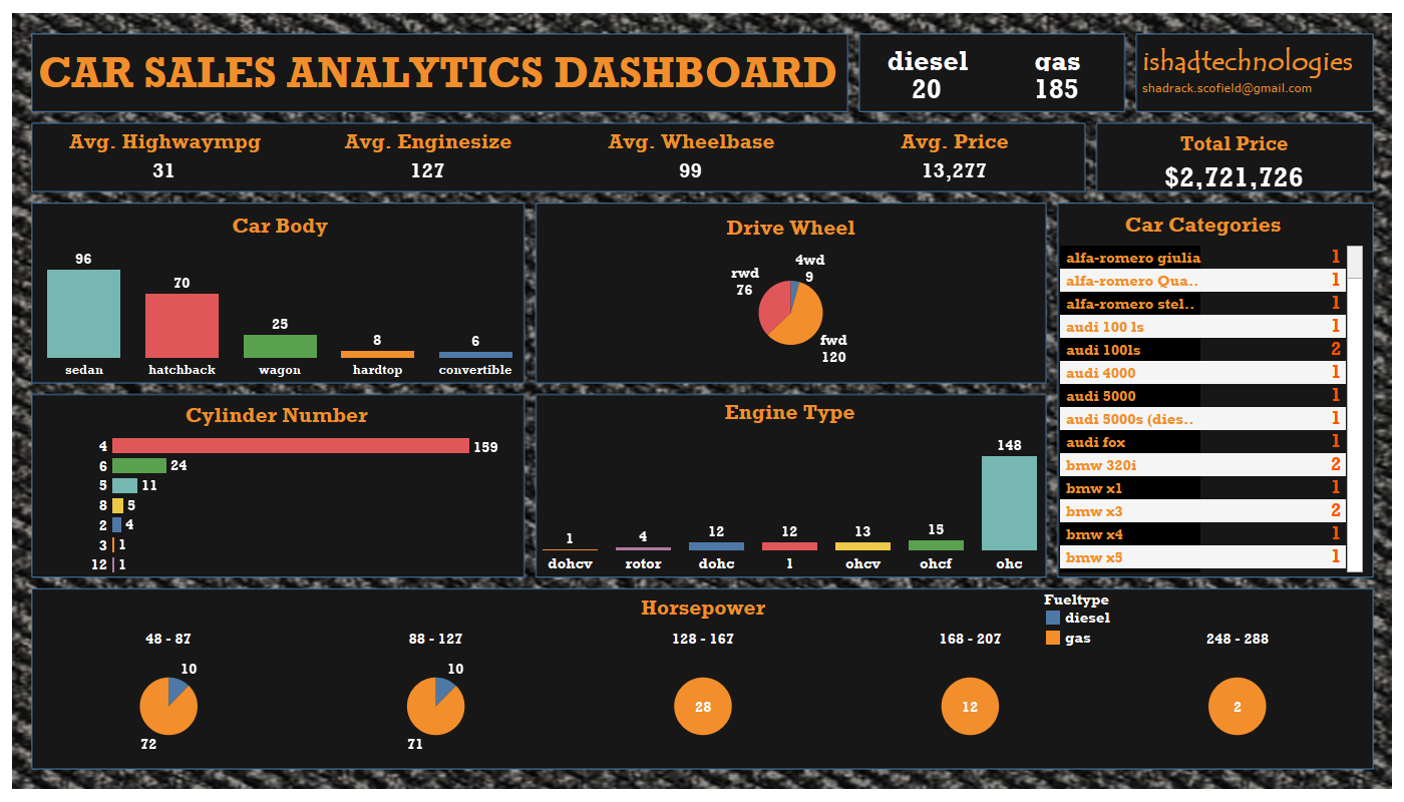 CAR SALES ANALYTICS DASHBOARD
diesel gas
20 185
ishadtechnologies
shadrack.scofield@gmail.com
Avg. Highwaympg Avg. Enginesize Avg. Wheelbase Avg. Price
31 127 99 13,277
Total Price
$2,721,726
Car Body
96
70
25
8
6
sedan hatchback wagon hardtop convertible
Drive Wheel
4wd
9
rwd
76
fwd
120
Car Categories
alfa-romero giulia 1
alfa-romero Qua.. 1
alfa-romero stel.. 1
audi 100 ls 1
audi 100ls 2
audi 4000 1
audi 5000 1
audi 5000s (dies.. 1
audi fox 1
bmw 320i 2
bmw x1 1
bmw x3 2
bmw x4 1
bmw x5 1
Cylinder Number
4 159
6 24
5 11
8 5
2 4
3 1
12 1
Engine Type
1 4 12 12 13 15 148
dohcv rotor dohc l ohcv ohcf ohc
Horsepower
Fueltype
diesel
gas
48 - 87 88 - 127 128 - 167 168 - 207 248 - 288
10 10
28 12 2
72 71